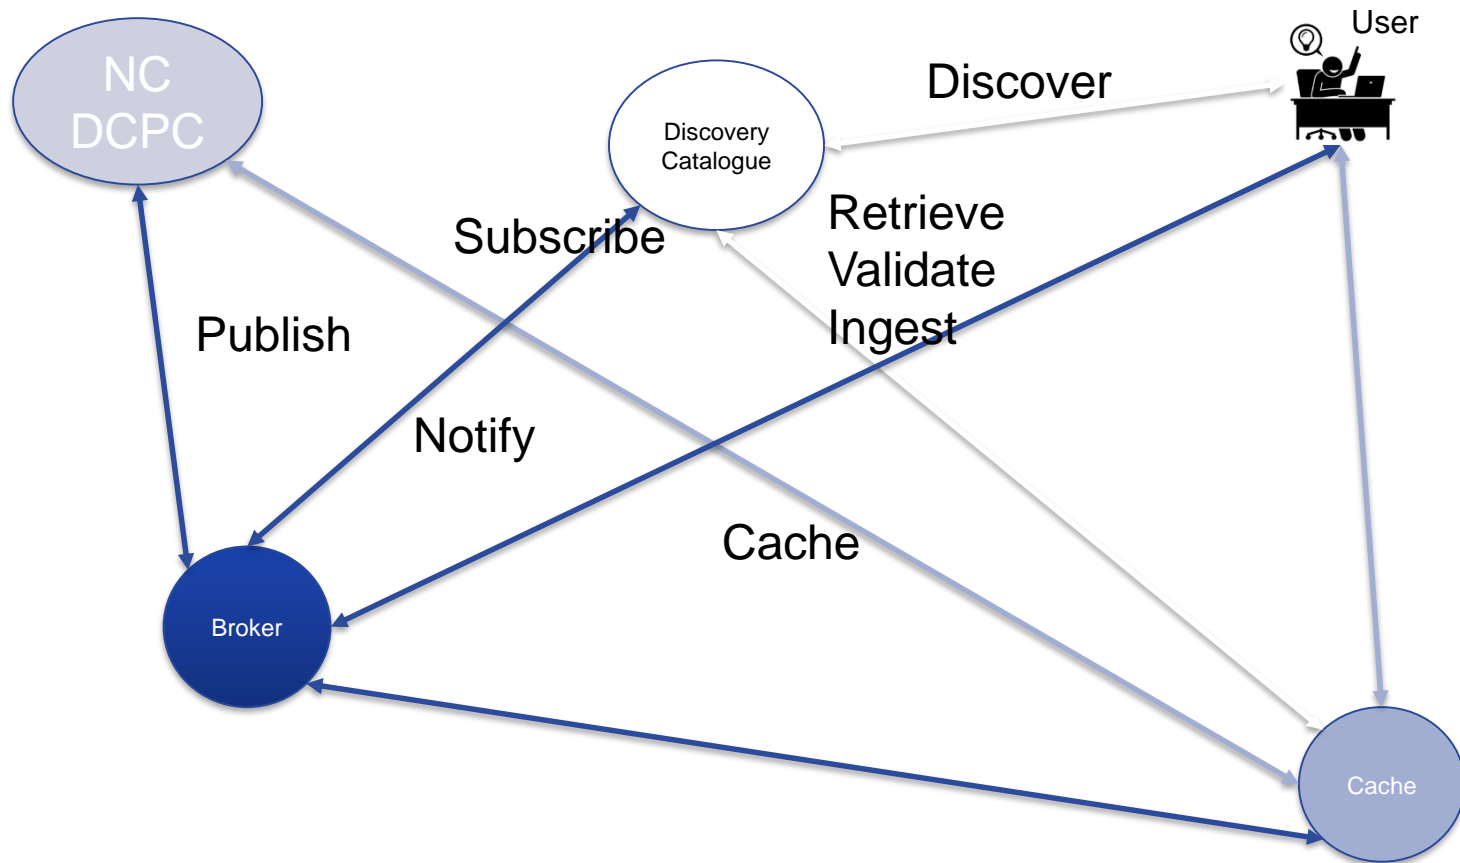 User
NC
DCPC
Discover
Discovery
Catalogue
Retrieve
Validate
Ingest
Subscribe
Publish
Notify
Cache
Broker
Cache